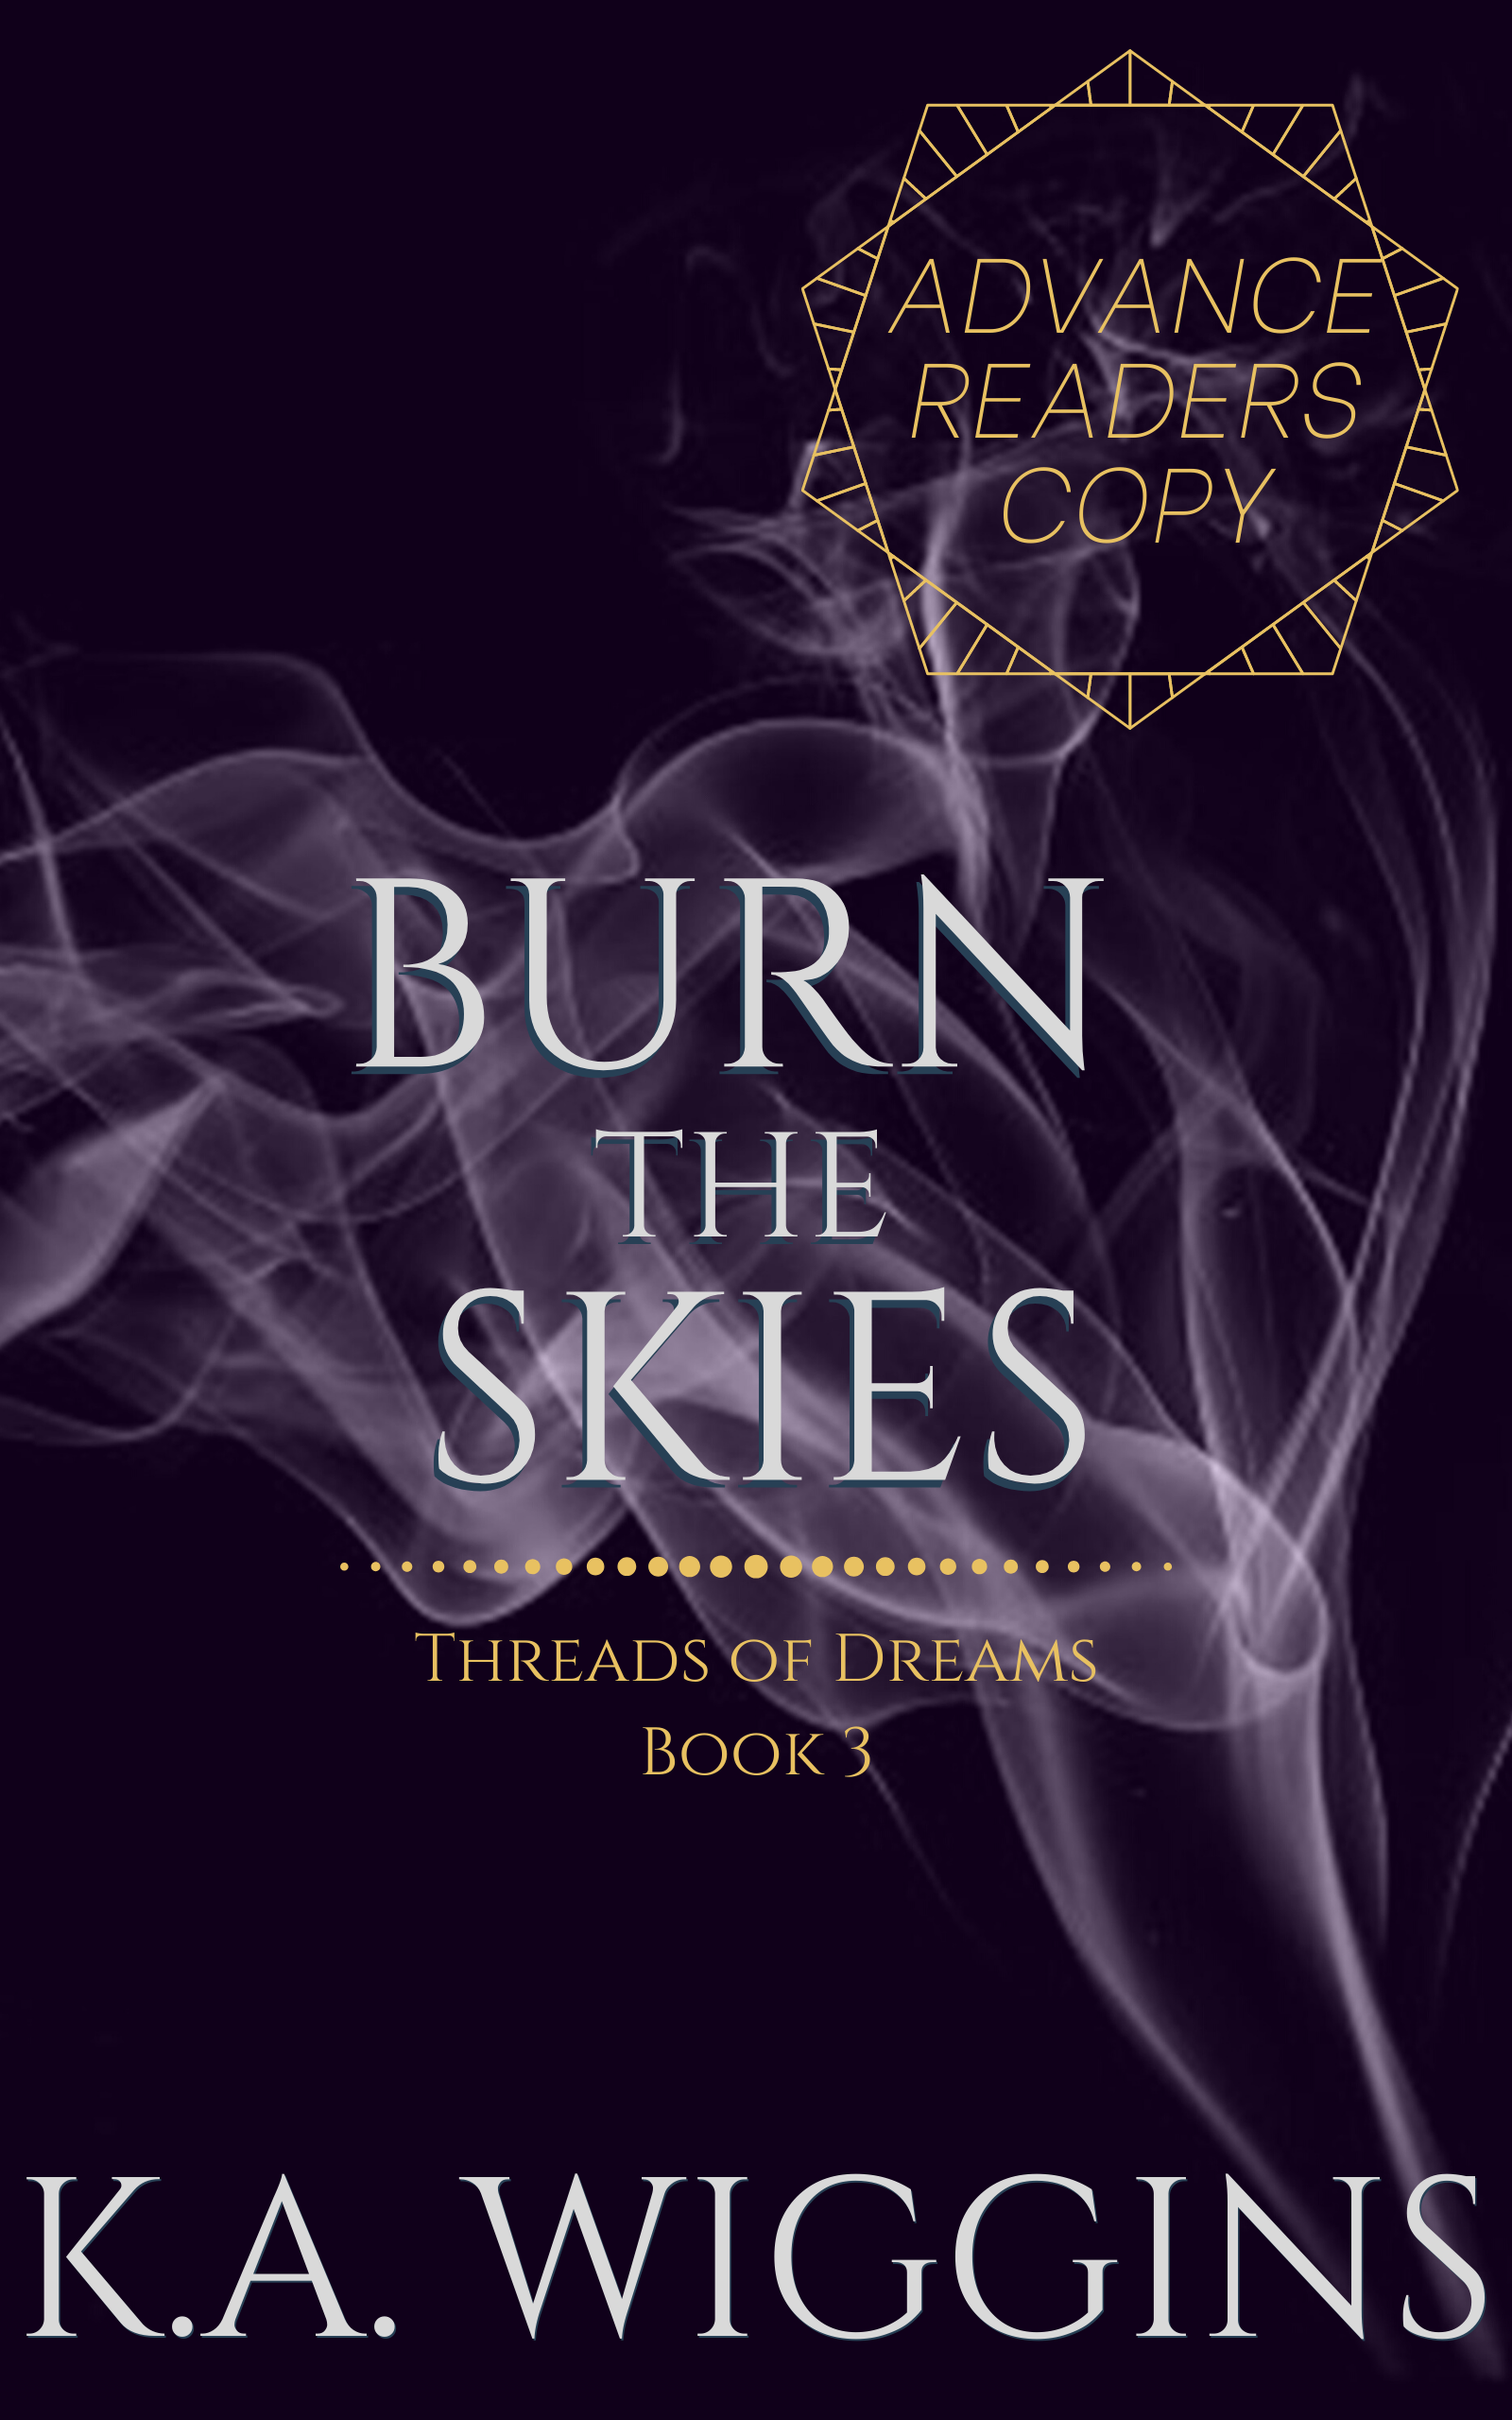 ADVANCE
READERS
COPY
BURN
THE
SKIES
THREADS OF DREAMS
BOOK 3
K.A. WIGGINS